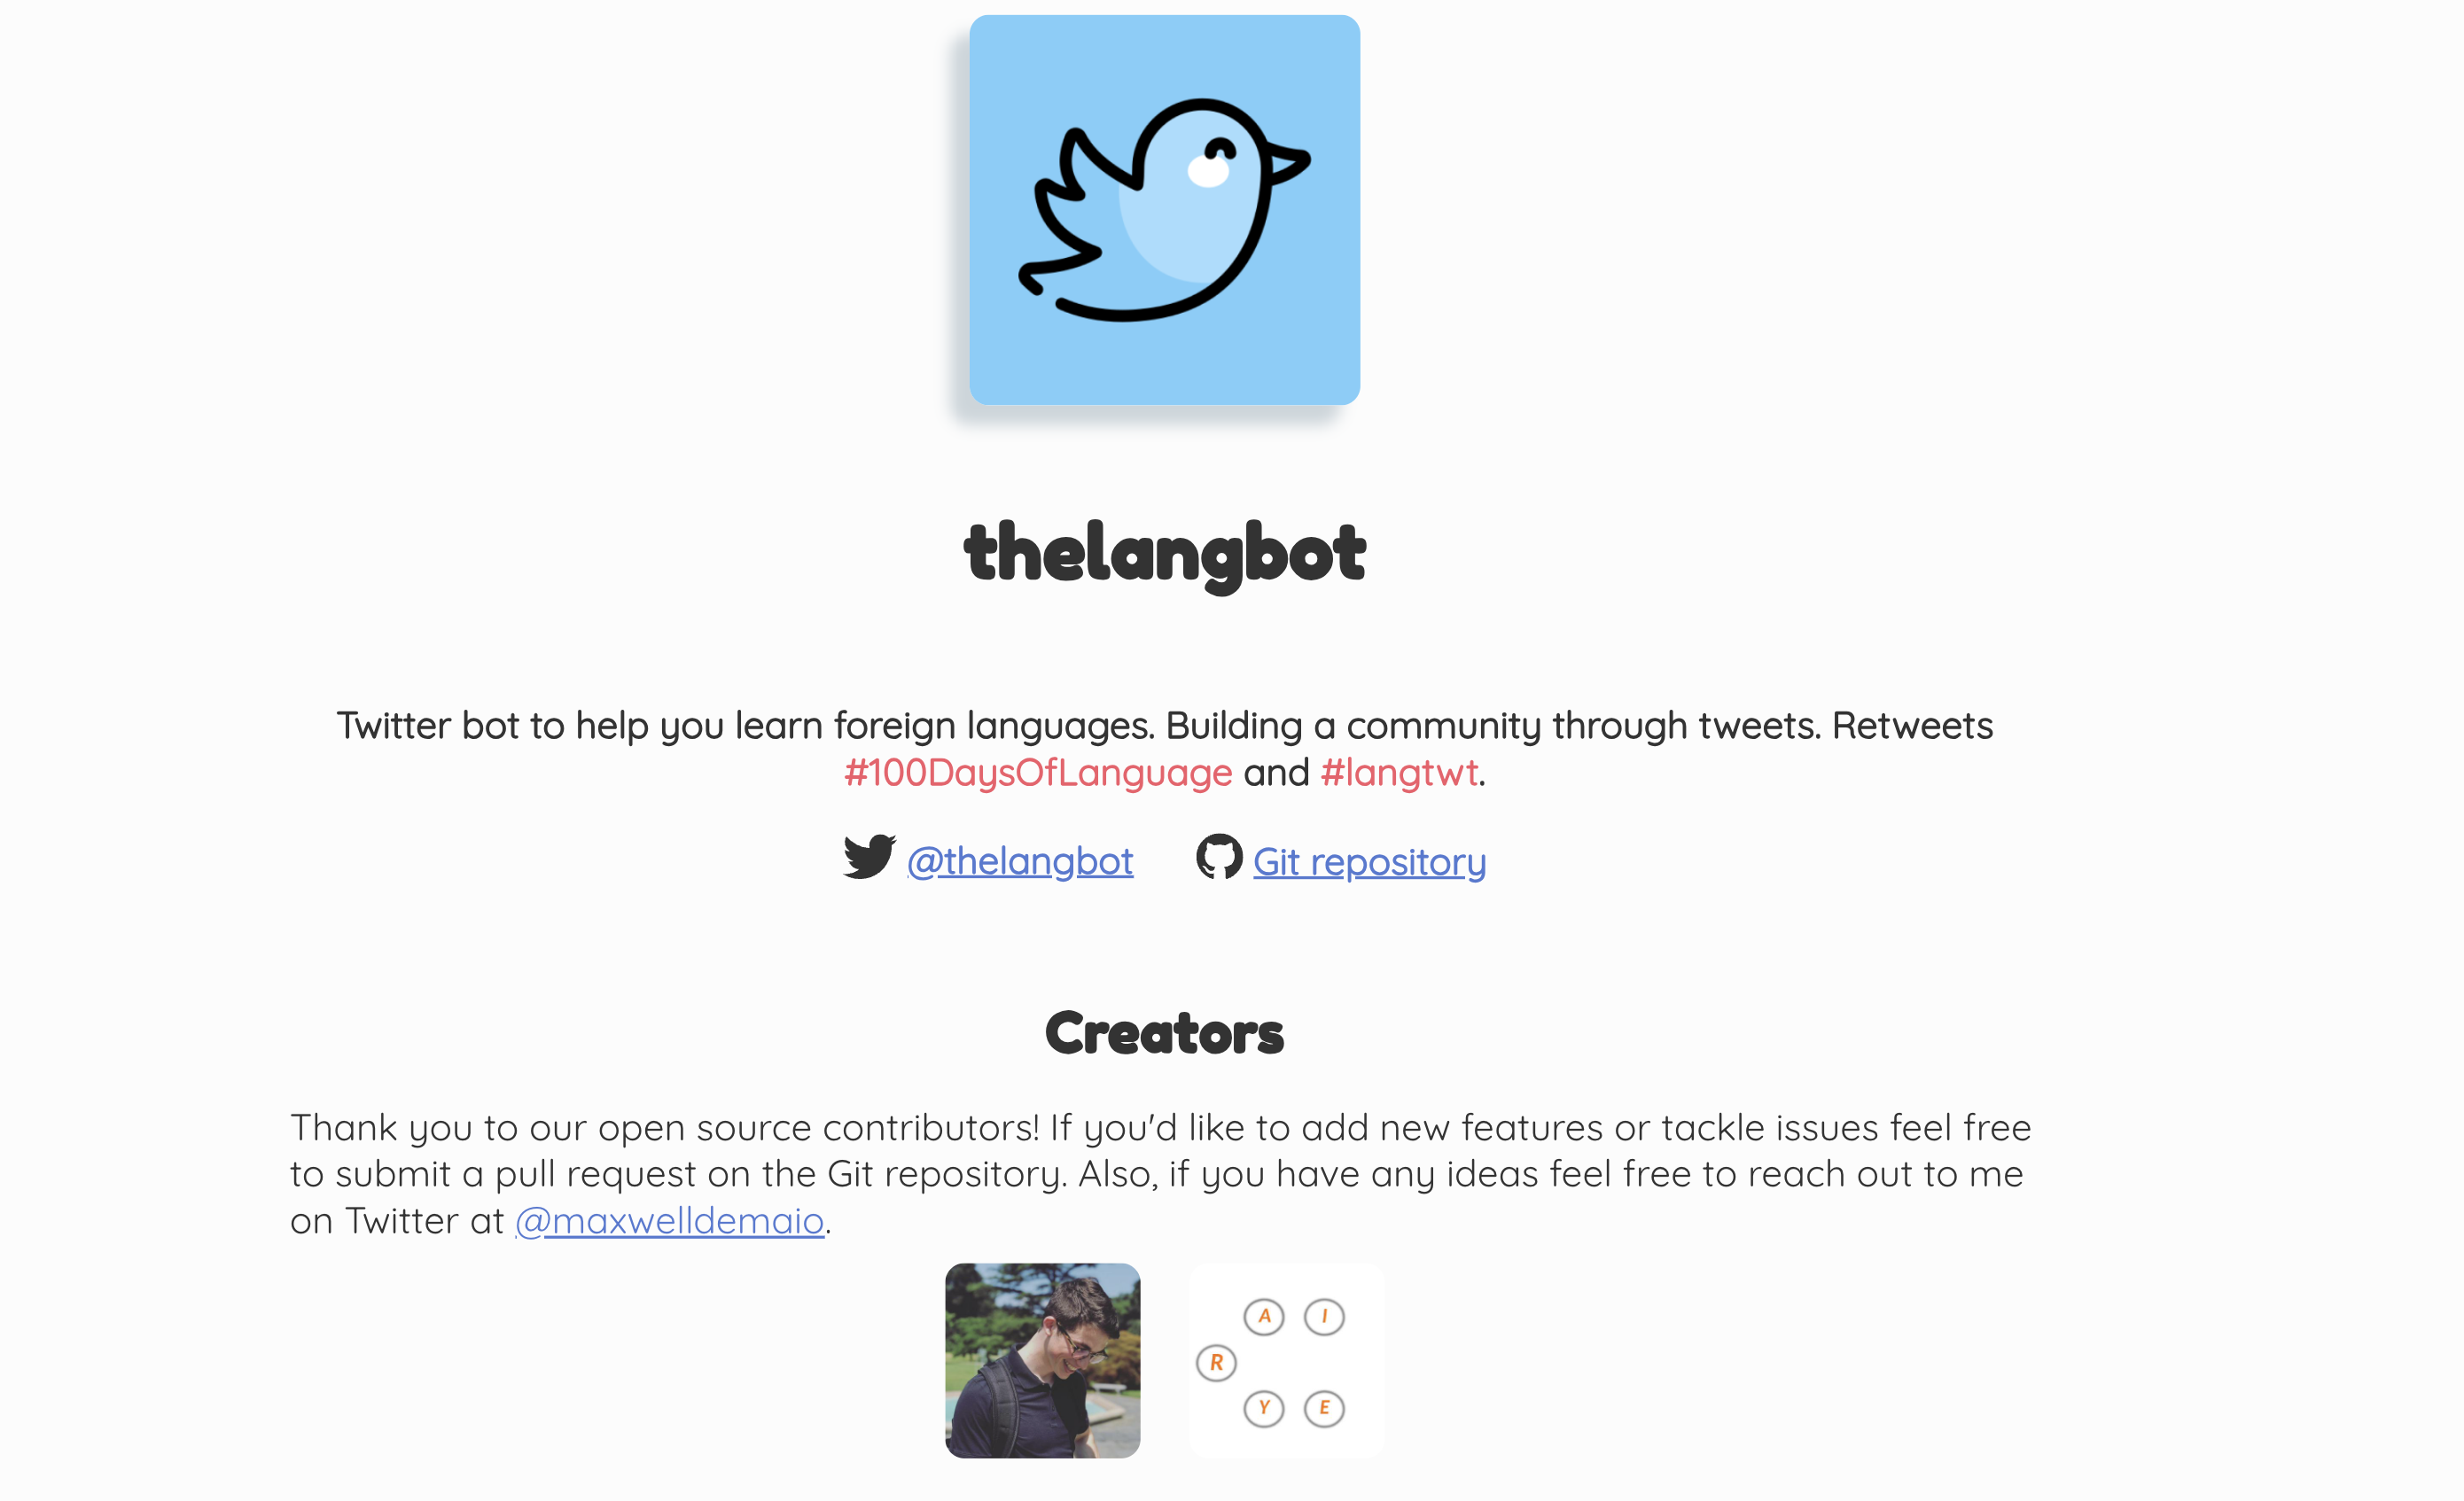 thelangbot
Twitter bot to help you learn foreign languages. Building a community through tweets. Retweets
#100DaysOfLanguage and #langtwt.
@thelangbot Git repository
Creators
Thank you to our open source contributors! If you'd like to add new features or tackle issues feel free
to submit a pull request on the Git repository. Also, if you have any ideas feel free to reach out to me
on Twitter at @maxwelldemaio.
A I
R
Y E